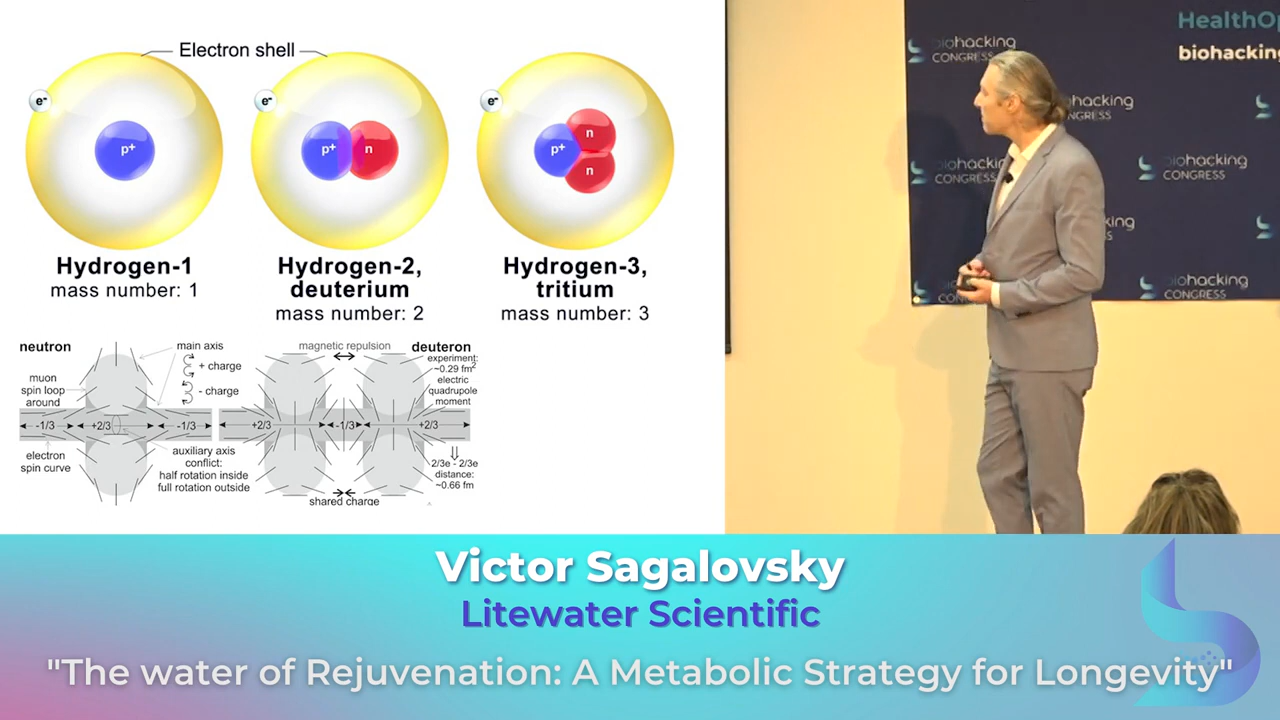 Electron shell
e-
e-
e-
p+
p+
n
p+
n
n
Hydrogen-1
mass number: 1
Hydrogen-2,
deuterium
mass number: 2
Hydrogen-3,
tritium
mass number: 3
neutron
main axis
+ charge
- charge
muon
spin loop
around
-1/3
+2/3
-1/3
electron
spin curve
auxiliary axis
conflict:
half rotation inside
full rotation outside
magnetic repulsion
deuteron
experiment:
~0.29 fm2
electric
quadrupole
moment
+2/3
-1/3
+2/3
2/3e - 2/3e
distance:
~0.66 fm
shared charge
HealthOp
biohacking
biohacking
CONGRESS
biohacking
NGRESS
biohacking
CONGRESS
biohacking
CONGRESS
king
SS
biohacking
CONGRESS
biohacking
CONGRESS
Victor Sagalovsky
Litewater Scientific
"The water of Rejuvenation: A Metabolic Strategy for Longevity"